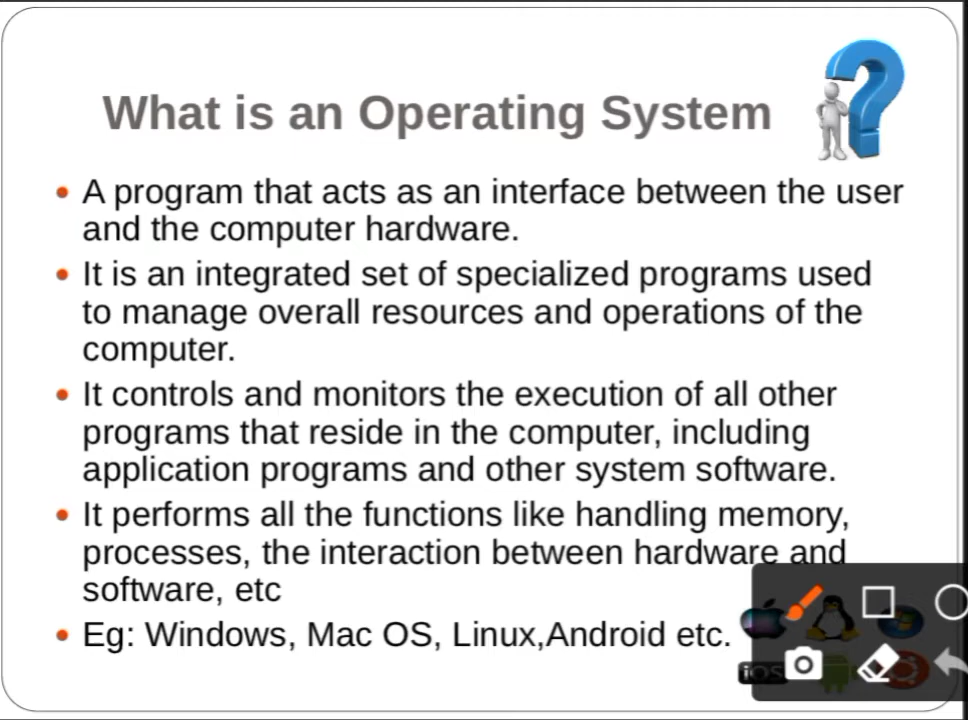 What is an Operating System
A program that acts as an interface between the user
and the computer hardware.
It is an integrated set of specialized programs used
to manage overall resources and operations of the
computer.
It controls and monitors the execution of all other
programs that reside in the computer, including
application programs and other system software.
It performs all the functions like handling memory,
processes, the interaction between hardware and
software, etc
Eg: Windows, Mac OS, Linux,Android etc.
iOS